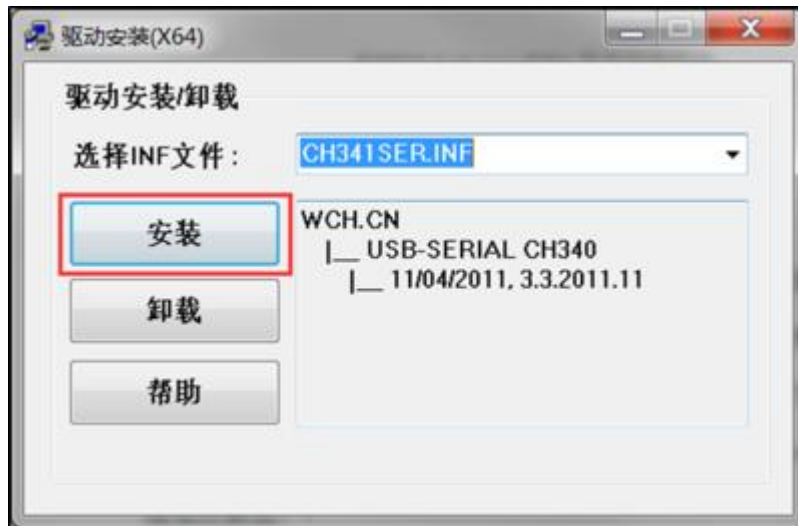 驱动安装(X64)
驱动安装/卸载
选择INF文件:
CH341SER.INF
安装
WCH.CN
|__ USB-SERIAL CH340
|__ 11/04/2011, 3.3.2011.11
卸载
帮助